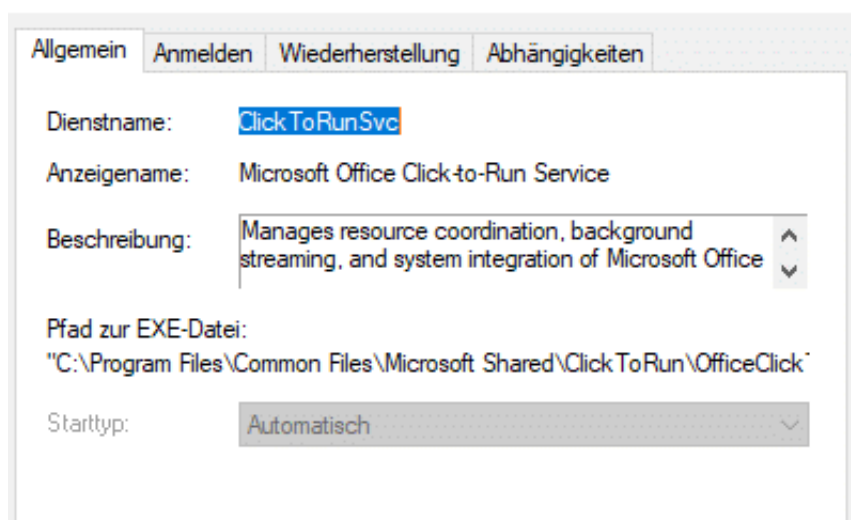 Allgemein Anmelden Wiederherstellung Abhängigkeiten
Dienstname: ClickToRunSvc
Anzeigename: Microsoft Office Click-to-Run Service
Beschreibung: Manages resource coordination, background
streaming, and system integration of Microsoft Office
Pfad zur EXE-Datei:
"C:\Program Files\Common Files\Microsoft Shared\ClickToRun\OfficeClick
Starttyp: Automatisch